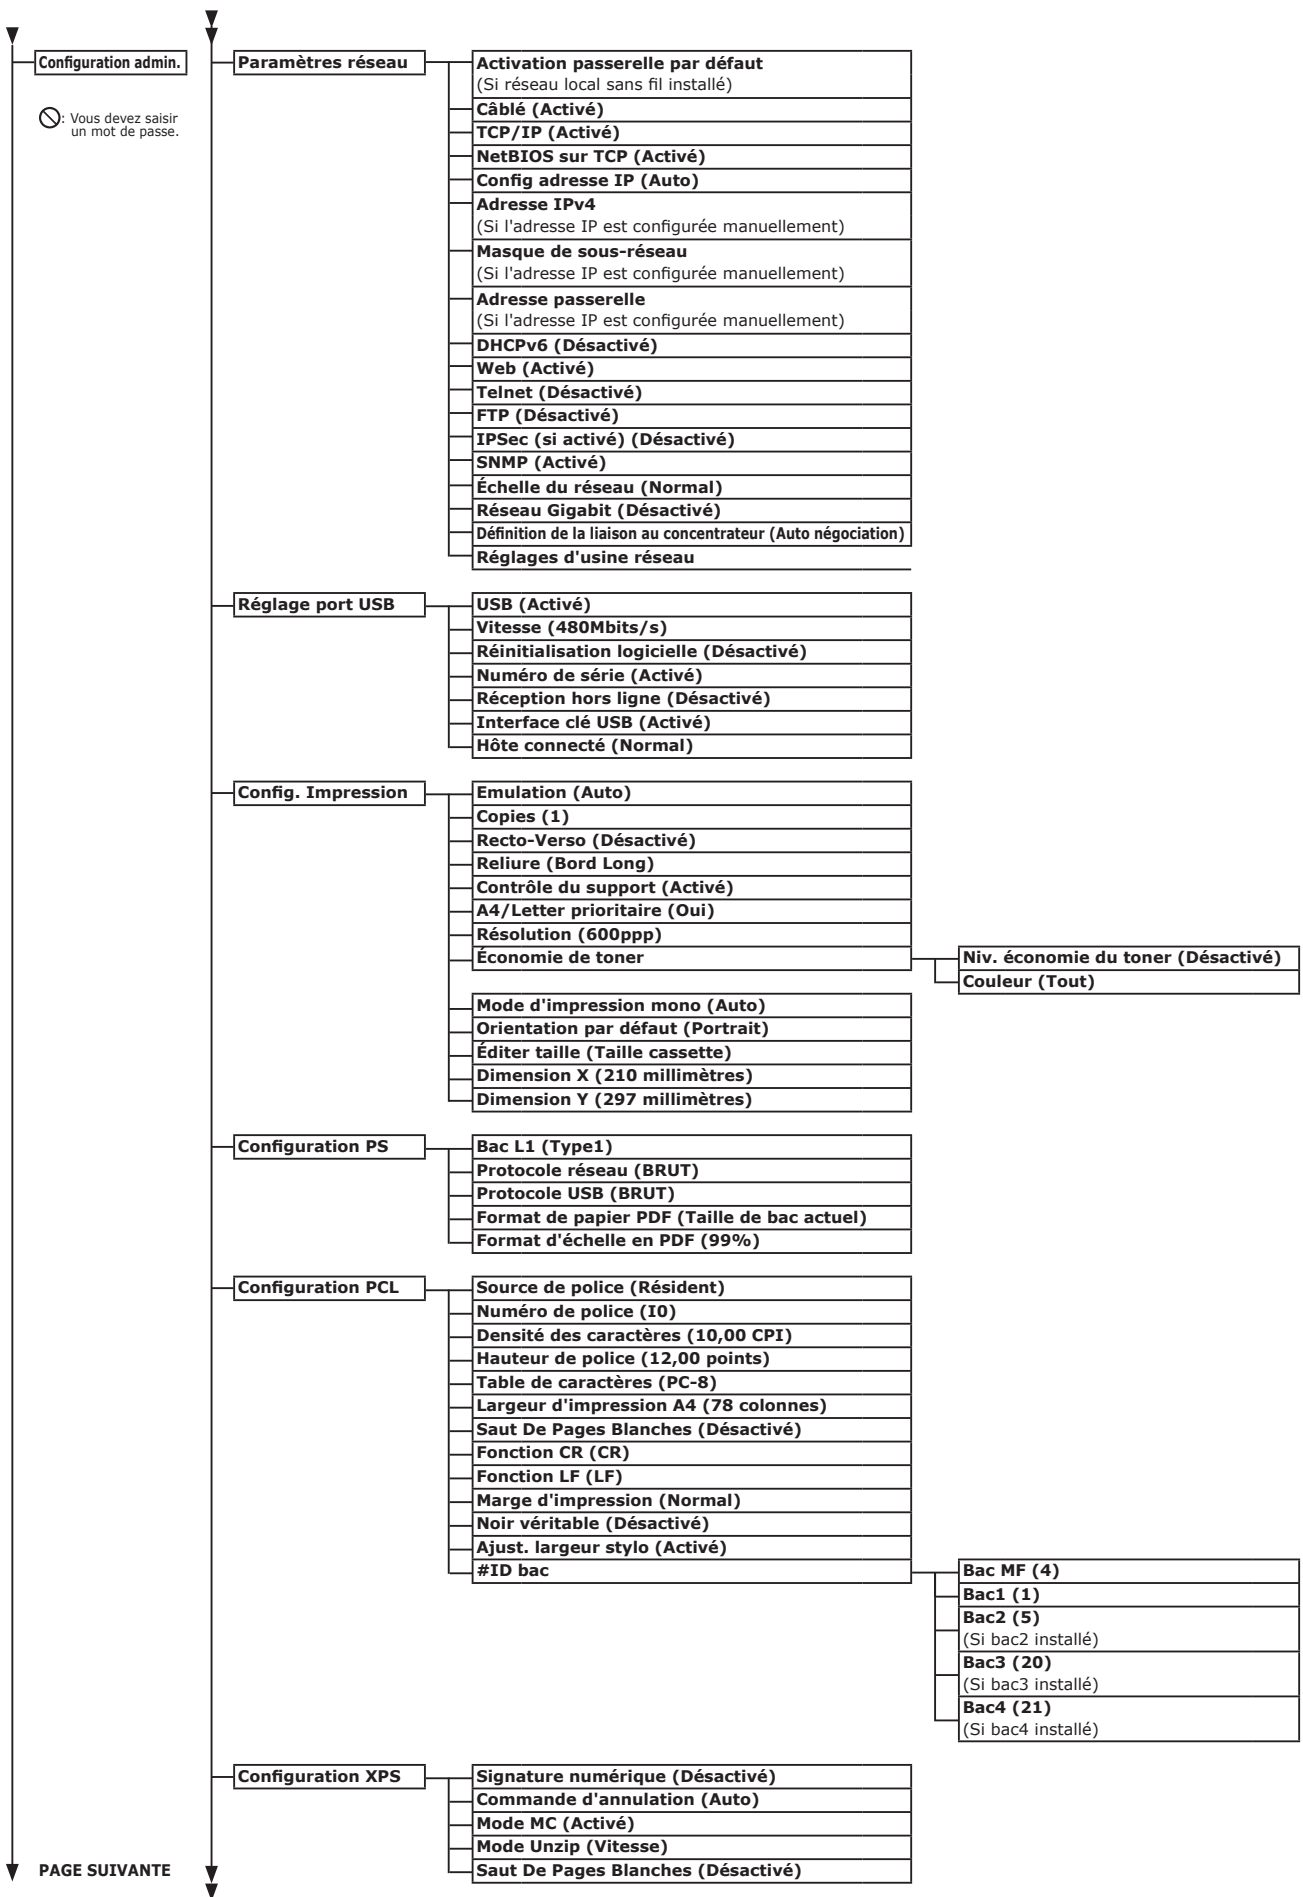 Configuration admin.
: Vous devez saisir
un mot de passe.
Paramètres réseau
Activation passerelle par défaut
(Si réseau local sans fil installé)
Câblé (Activé)
TCP/IP (Activé)
NetBIOS sur TCP (Activé)
Config adresse IP (Auto)
Adresse IPv4
(Si l'adresse IP est configurée manuellement)
Masque de sous-réseau
(Si l'adresse IP est configurée manuellement)
Adresse passerelle
(Si l'adresse IP est configurée manuellement)
DHCPv6 (Désactivé)
Web (Activé)
Telnet (Désactivé)
FTP (Désactivé)
IPSec (si activé) (Désactivé)
SNMP (Activé)
Échelle du réseau (Normal)
Réseau Gigabit (Désactivé)
Définition de la liaison au concentrateur (Auto négociation)
Réglages d'usine réseau
Réglage port USB
USB (Activé)
Vitesse (480Mbits/s)
Réinitialisation logicielle (Désactivé)
Numéro de série (Activé)
Réception hors ligne (Désactivé)
Interface clé USB (Activé)
Hôte connecté (Normal)
Config. Impression
Emulation (Auto)
Copies (1)
Recto-Verso (Désactivé)
Reliure (Bord Long)
Contrôle du support (Activé)
A4/Letter prioritaire (Oui)
Résolution (600ppp)
Économie de toner
Niv. économie du toner (Désactivé)
Couleur (Tout)
Mode d'impression mono (Auto)
Orientation par défaut (Portrait)
Éditer taille (Taille cassette)
Dimension X (210 millimètres)
Dimension Y (297 millimètres)
Configuration PS
Bac L1 (Type1)
Protocole réseau (BRUT)
Protocole USB (BRUT)
Format de papier PDF (Taille de bac actuel)
Format d'échelle en PDF (99%)
Configuration PCL
Source de police (Résident)
Numéro de police (I0)
Densité des caractères (10,00 CPI)
Hauteur de police (12,00 points)
Table de caractères (PC-8)
Largeur d'impression A4 (78 colonnes)
Saut De Pages Blanches (Désactivé)
Fonction CR (CR)
Fonction LF (LF)
Marge d'impression (Normal)
Noir véritable (Désactivé)
Ajust. largeur stylo (Activé)
#ID bac
Bac MF (4)
Bac1 (1)
Bac2 (5)
(Si bac2 installé)
Bac3 (20)
(Si bac3 installé)
Bac4 (21)
(Si bac4 installé)
Configuration XPS
Signature numérique (Désactivé)
Commande d'annulation (Auto)
Mode MC (Activé)
Mode Unzip (Vitesse)
Saut De Pages Blanches (Désactivé)
PAGE SUIVANTE